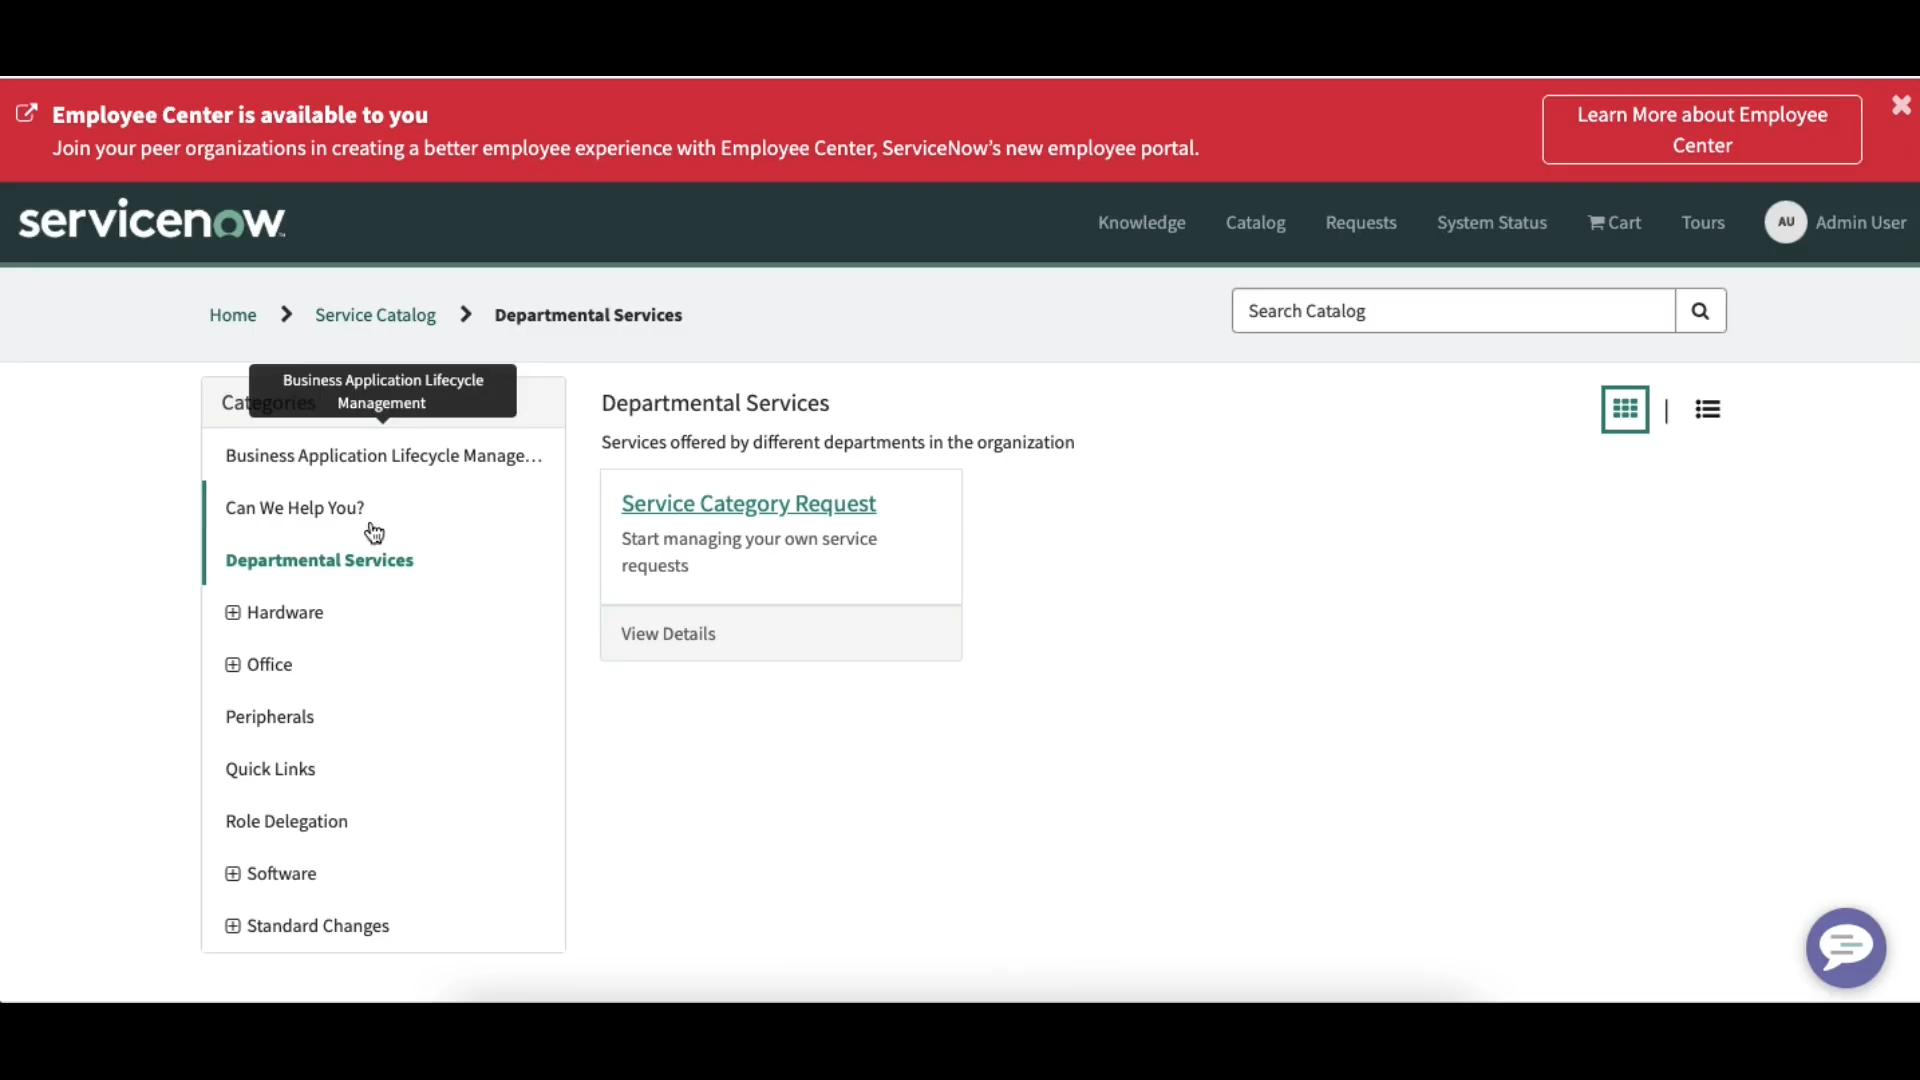 Employee Center is available to you
Join your peer organizations in creating a better employee experience with Employee Center, ServiceNow's new employee portal.
Learn More about Employee
Center
servicenow
Knowledge
Catalog
Requests
System Status
Cart
Tours
AU
Admin User
Home
Service Catalog
Departmental Services
Search Catalog
Business Application Lifecycle
Management
Categories
Business Application Lifecycle Manage...
Can We Help You?
Departmental Services
Hardware
Office
Peripherals
Quick Links
Role Delegation
Software
Standard Changes
Departmental Services
Services offered by different departments in the organization
Service Category Request
Start managing your own service
requests
View Details